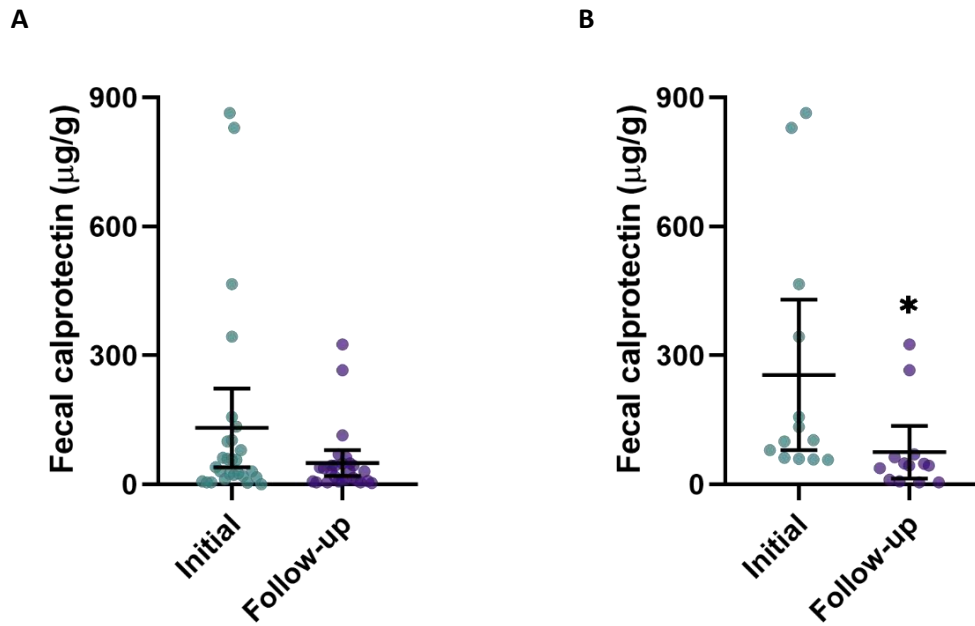 A
B
Fecal calprotectin (μg/g)
900
600
300
0
Initial
Follow-up
Fecal calprotectin (μg/g)
900
600
300
0
*
Initial
Follow-up